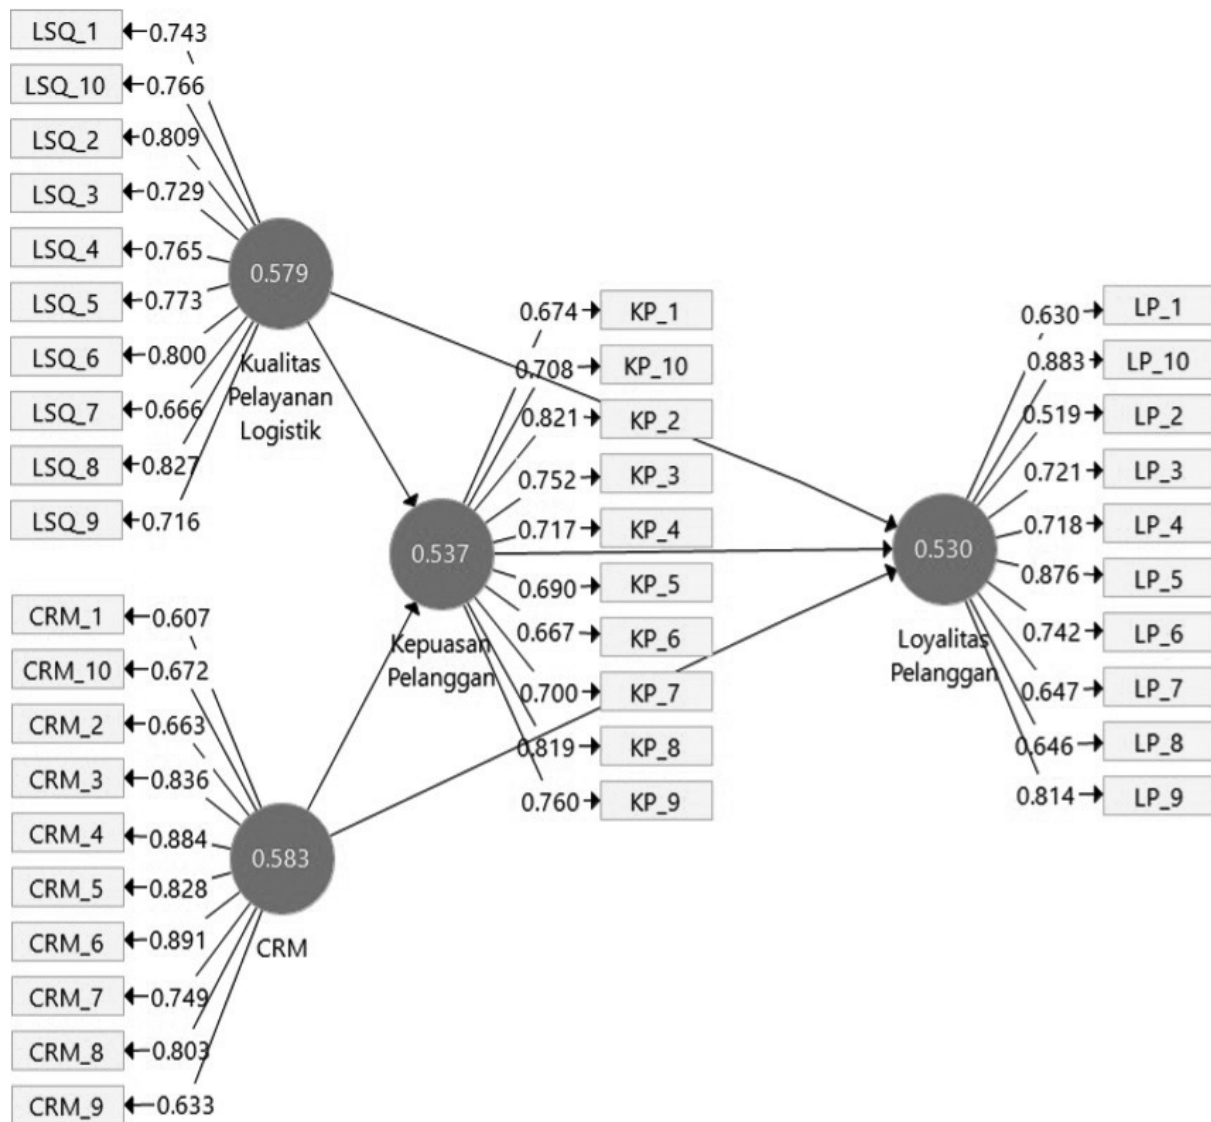 LSQ_1 0.743
LSQ_10 0.766
LSQ_2 0.809
LSQ_3 0.729
LSQ_4 0.765
LSQ_5 0.773
LSQ_6 0.800
LSQ_7 0.666
LSQ_8 0.827
LSQ_9 0.716
0.579
Kualitas
Pelayanan
Logistik
CRM_1 0.607
CRM_10 0.672
CRM_2 0.663
CRM_3 0.836
CRM_4 0.884
CRM_5 0.828
CRM_6 0.891
CRM_7 0.749
CRM_8 0.803
CRM_9 0.633
0.583
CRM
0.537
Kepuasan
Pelanggan
0.674 KP_1
0.708 KP_10
0.821 KP_2
0.752 KP_3
0.717 KP_4
0.690 KP_5
0.667 KP_6
0.700 KP_7
0.819 KP_8
0.760 KP_9
0.530
Loyalitas
Pelanggan
0.630 LP_1
0.883 LP_10
0.519 LP_2
0.721 LP_3
0.718 LP_4
0.876 LP_5
0.742 LP_6
0.647 LP_7
0.646 LP_8
0.814 LP_9